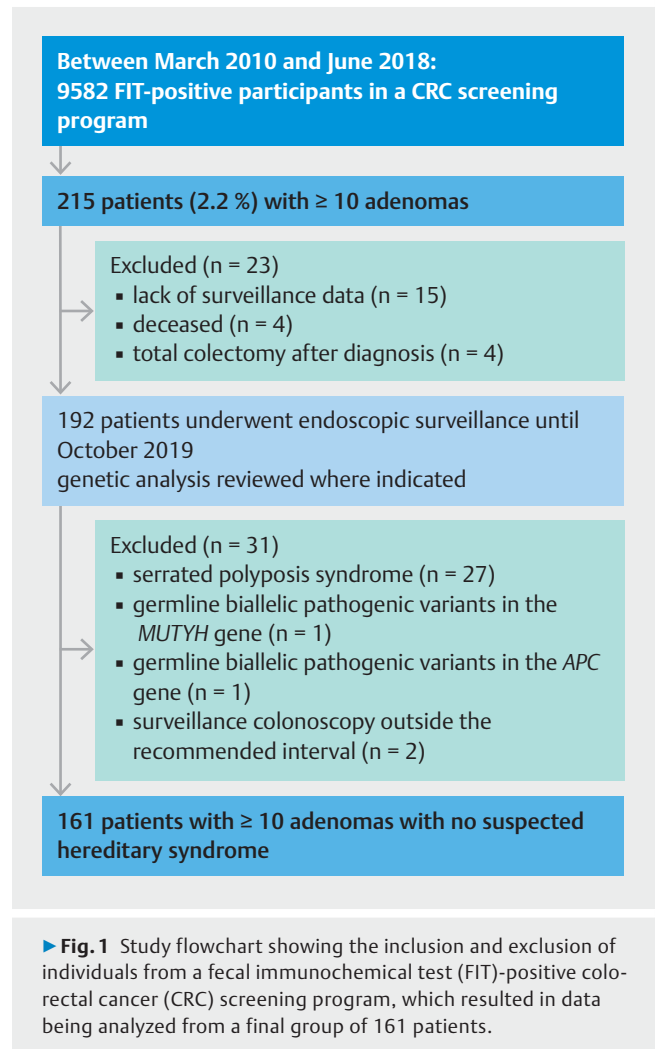 Between March 2010 and June 2018:
9582 FIT-positive participants in a CRC screening
program
215 patients (2.2 %) with ≥ 10 adenomas
Excluded (n = 23)
▪ lack of surveillance data (n = 15)
▪ deceased (n = 4)
▪ total colectomy after diagnosis (n = 4)
192 patients underwent endoscopic surveillance until
October 2019
genetic analysis reviewed where indicated
Excluded (n = 31)
▪ serrated polyposis syndrome (n = 27)
▪ germline biallelic pathogenic variants in the
MUTYH gene (n = 1)
▪ germline biallelic pathogenic variants in the APC
gene (n = 1)
▪ surveillance colonoscopy outside the
recommended interval (n = 2)
161 patients with ≥ 10 adenomas with no suspected
hereditary syndrome
▶ Fig. 1 Study flowchart showing the inclusion and exclusion of
individuals from a fecal immunochemical test (FIT)-positive colo-
rectal cancer (CRC) screening program, which resulted in data
being analyzed from a final group of 161 patients.